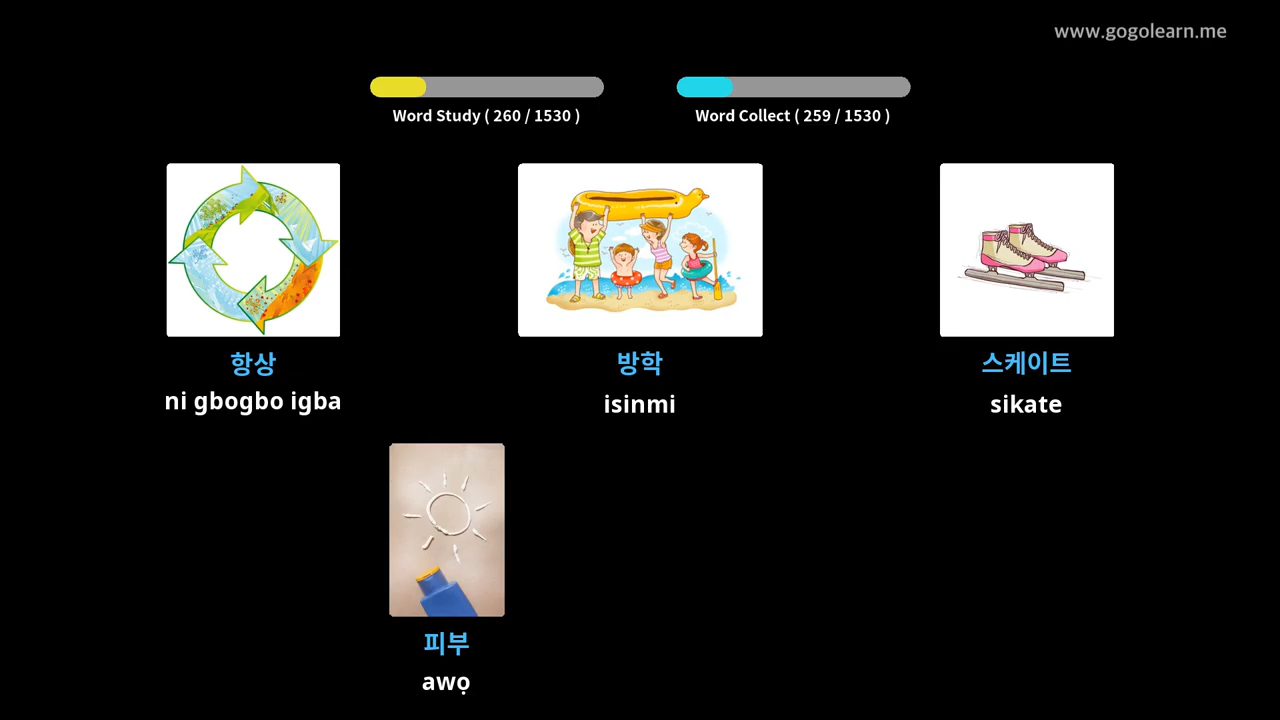 www.gogolearn.me
Word Study ( 260 / 1530 )
Word Collect ( 259 / 1530 )
항상
방학
스케이트
ni gbogbo igba
isinmi
sikate
피부
awọ